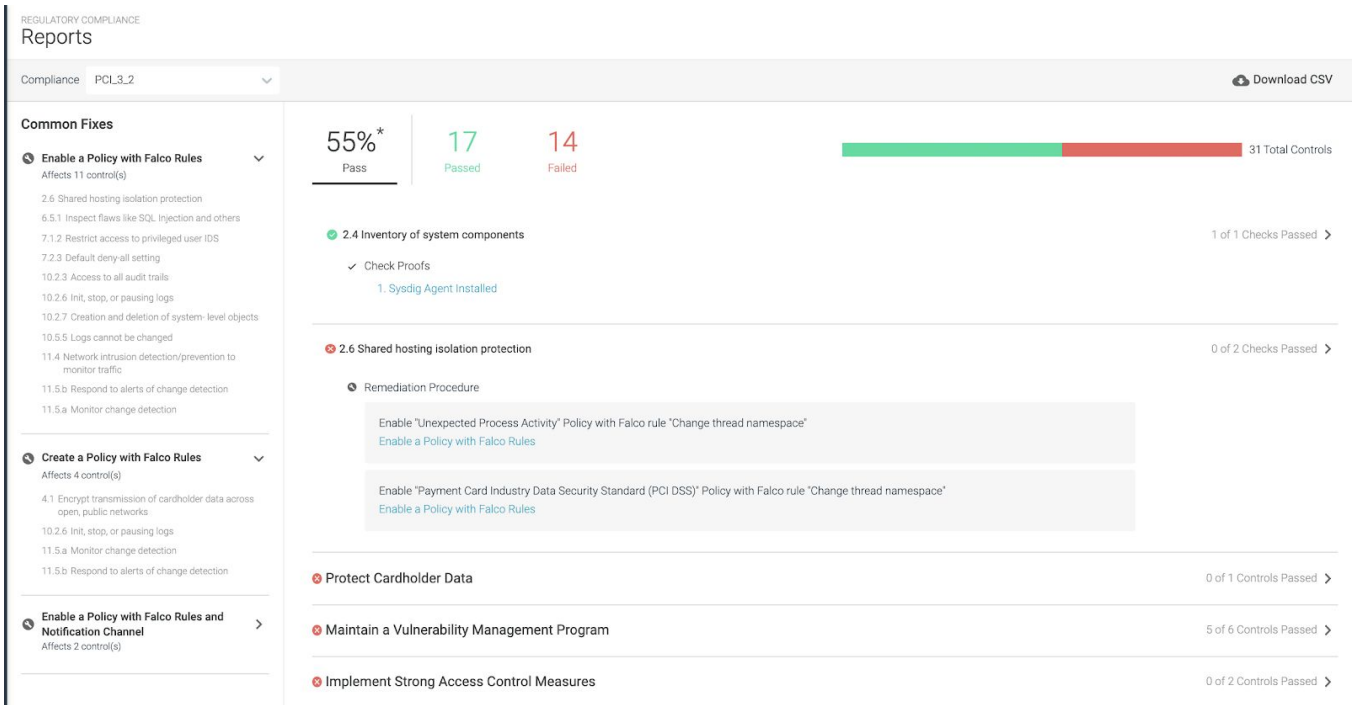 REGULATORY COMPLIANCE
Reports
Compliance PCI_3_2
Download CSV
Common Fixes
Enable a Policy with Falco Rules
Affects 11 control(s)
2.6 Shared hosting isolation protection
6.5.1 Inspect flaws like SQL Injection and others
7.1.2 Restrict access to privileged user IDS
7.2.3 Default deny-all setting
10.2.3 Access to all audit trails
10.2.6 Init, stop, or pausing logs
10.2.7 Creation and deletion of system- level objects
10.5.5 Logs cannot be changed
11.4 Network intrusion detection/prevention to
monitor traffic
11.5.b Respond to alerts of change detection
11.5.a Monitor change detection
Create a Policy with Falco Rules
Affects 4 control(s)
4.1 Encrypt transmission of cardholder data across
open, public networks
10.2.6 Init, stop, or pausing logs
11.5.a Monitor change detection
11.5.b Respond to alerts of change detection
Enable a Policy with Falco Rules and
Notification Channel
Affects 2 control(s)
55%* 17 14
Pass Passed Failed
31 Total Controls
2.4 Inventory of system components 1 of 1 Checks Passed
Check Proofs
1. Sysdig Agent Installed
2.6 Shared hosting isolation protection 0 of 2 Checks Passed
Remediation Procedure
Enable "Unexpected Process Activity" Policy with Falco rule "Change thread namespace"
Enable a Policy with Falco Rules
Enable "Payment Card Industry Data Security Standard (PCI DSS)" Policy with Falco rule "Change thread namespace"
Enable a Policy with Falco Rules
Protect Cardholder Data 0 of 1 Controls Passed
Maintain a Vulnerability Management Program 5 of 6 Controls Passed
Implement Strong Access Control Measures 0 of 2 Controls Passed